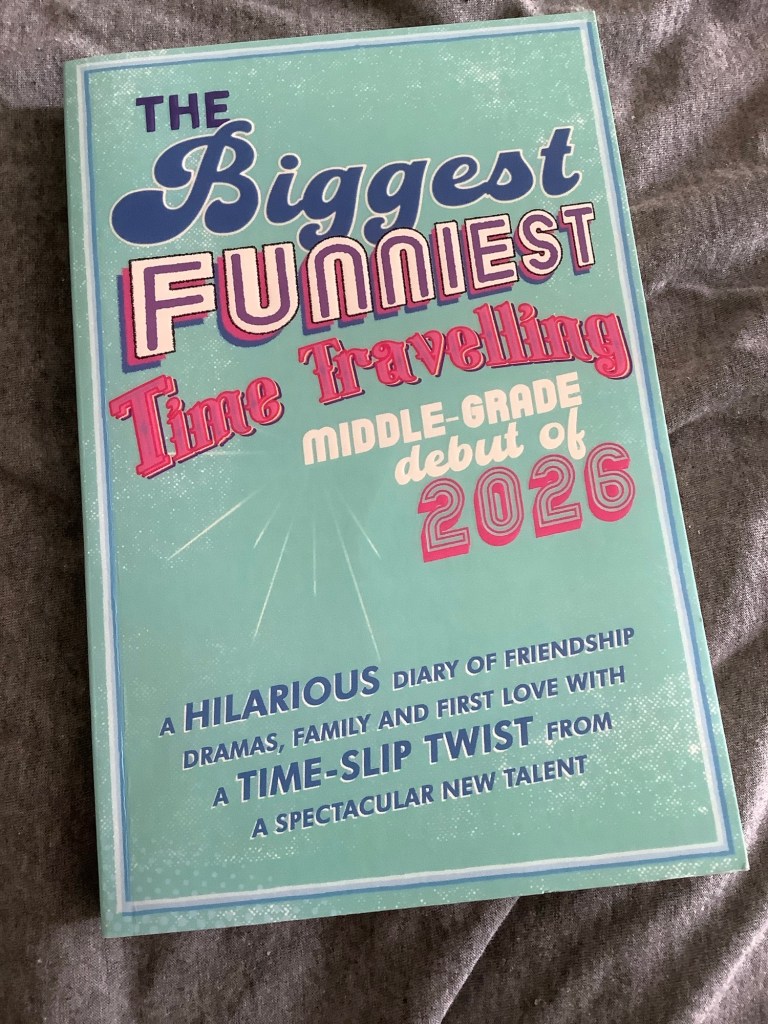 THE
Biggest
FUNNIEST
Time Travelling
MIDDLE-GRADE
debut of
2026
A HILARIOUS DIARY OF FRIENDSHIP
DRAMAS, FAMILY AND FIRST LOVE WITH
A TIME-SLIP TWIST FROM
A SPECTACULAR NEW TALENT